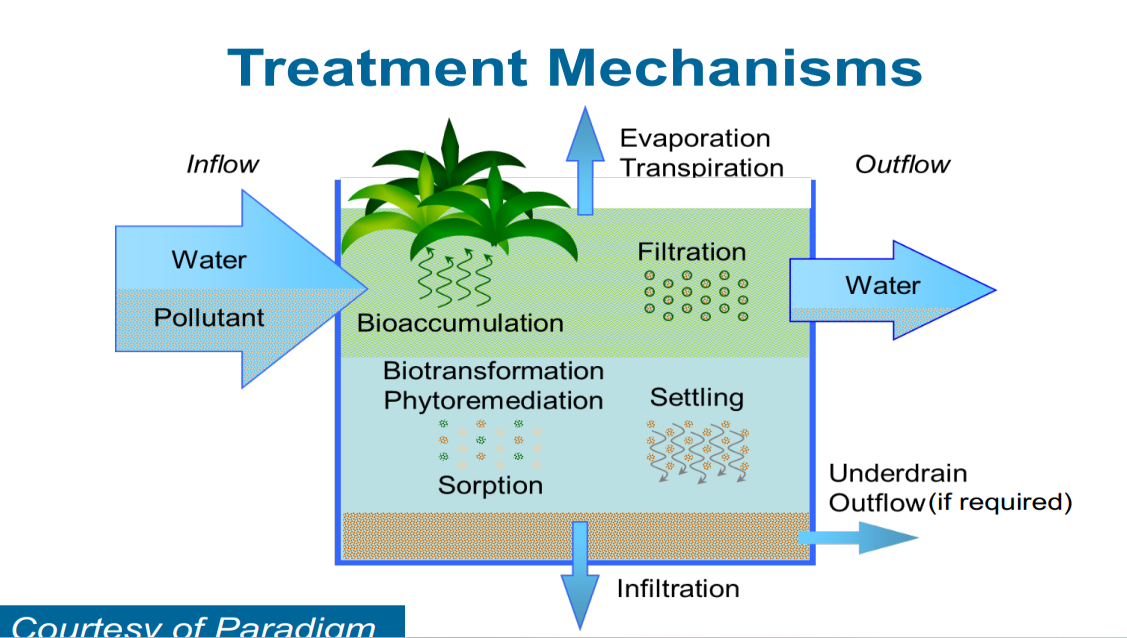 Treatment Mechanisms
Evaporation
Transpiration
Inflow
Outflow
Water
Pollutant
Filtration
Water
Bioaccumulation
Biotransformation
Phytoremediation
Settling
Sorption
Underdrain
Outflow (if required)
Infiltration
Courtesy of Paradigm